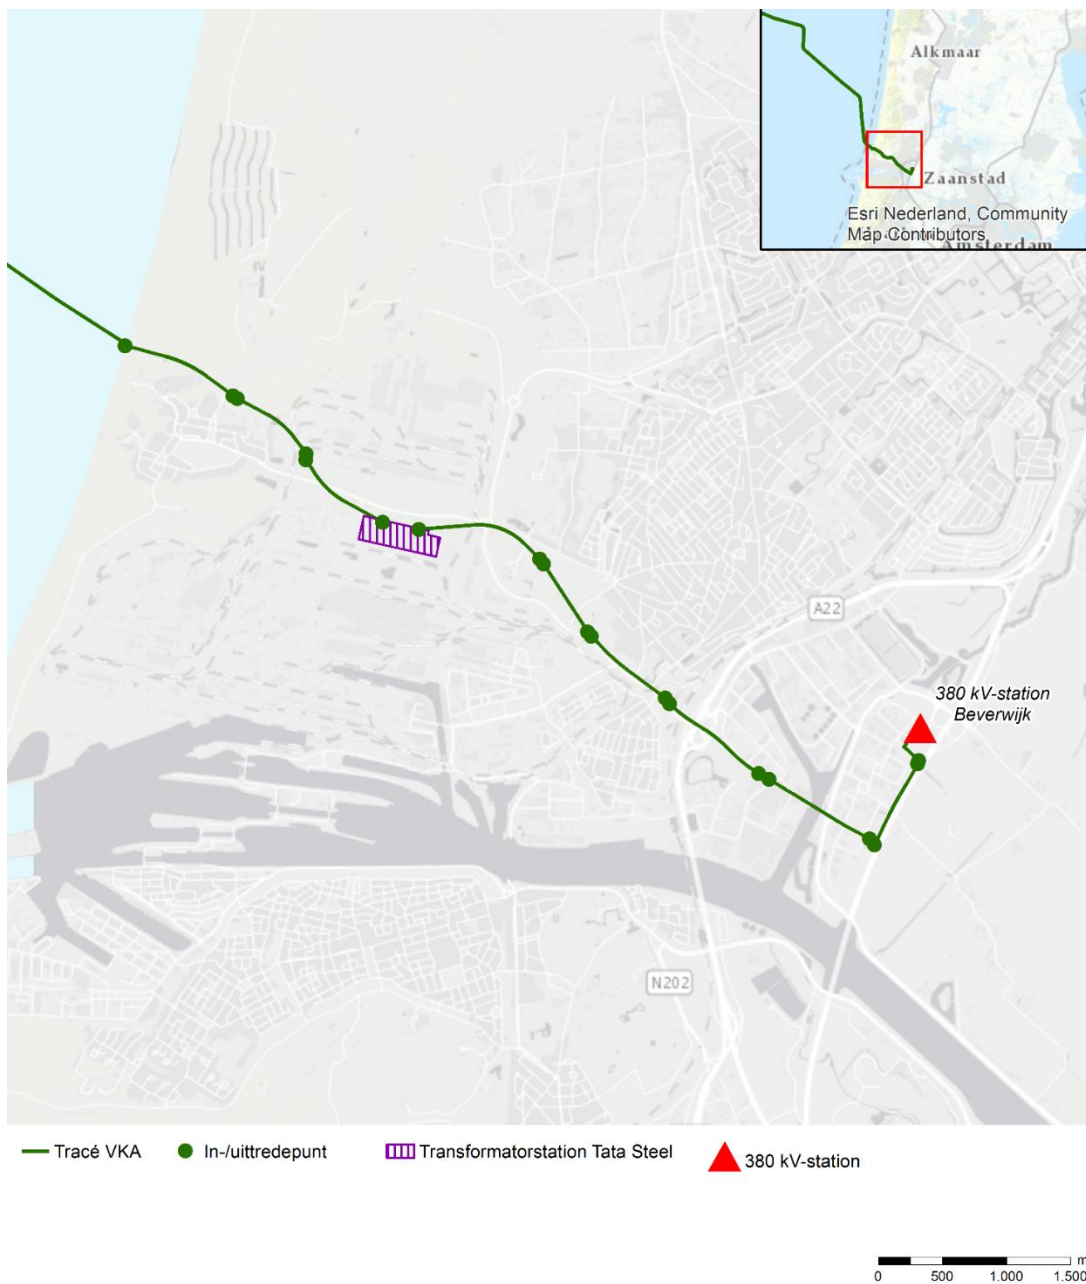 Alkmaar
Zaanstad
Esri Nederland, Community
Map Contributors
Amsterdam
A22
380 kV-station
Beverwijk
N202
Tracé VKA
In-/uittredepunt
Transformatorstation Tata Steel
380 kV-station
m
0 500 1.000 1.500